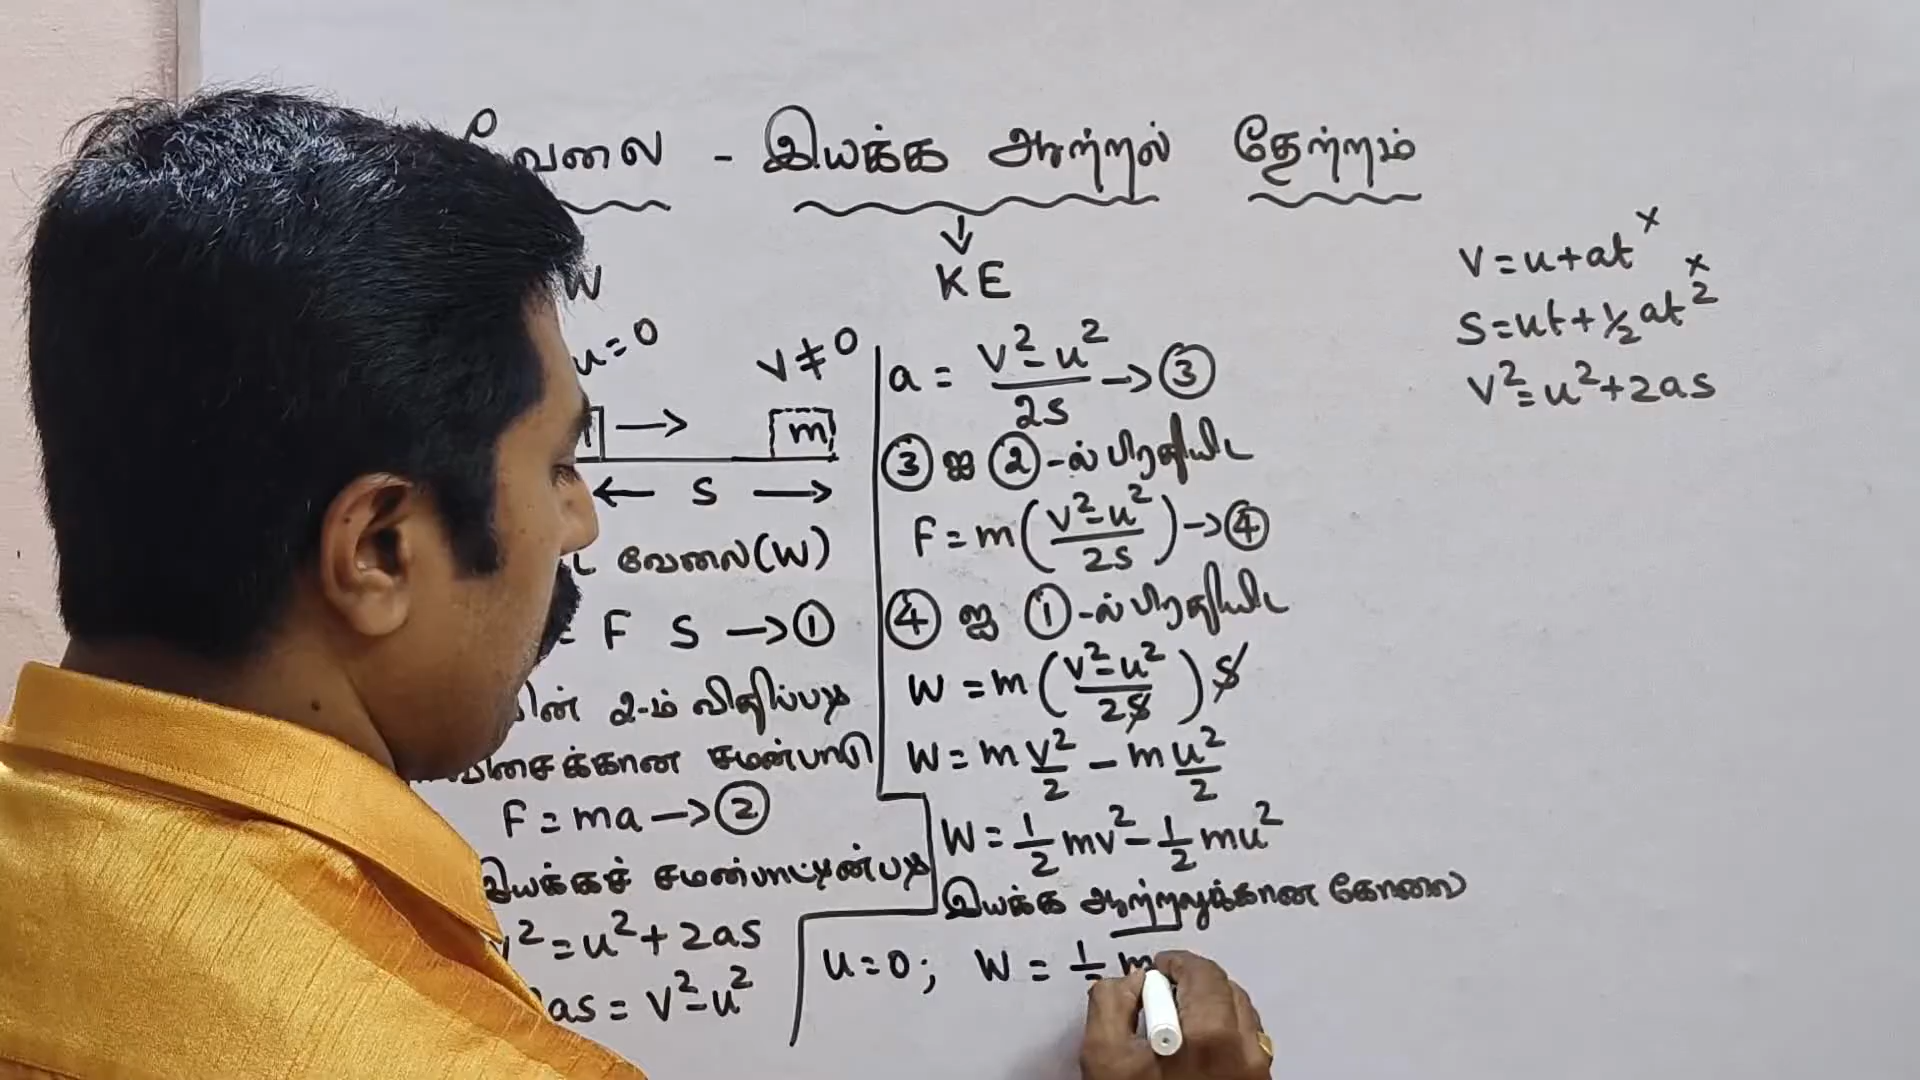 வேலை - இயக்க ஆற்றல் தேற்றம்
W
KE
u=0
v≠0
m
S
வேலை (W)
= F S → ①
2-ம் விதிப்படி
விசைக்கான சமன்பாடு
F = ma → ②
இயக்கச் சமன்பாட்டின்படி
v² = u² + 2as
2as = v² - u²
a = v² - u² / 2s → ③
③ ஐ ② -ல் பிரதியிட
F = m (v² - u² / 2s) → ④
④ ஐ ① -ல் பிரதியிட
W = m (v² - u² / 2s) s
W = m v²/2 - m u²/2
W = 1/2 mv² - 1/2 mu²
இயக்க ஆற்றலுக்கான கோவை
u = 0 ; W = 1/2 m
v = u + at ×
s = ut + ½ at² ×
v² = u² + 2as